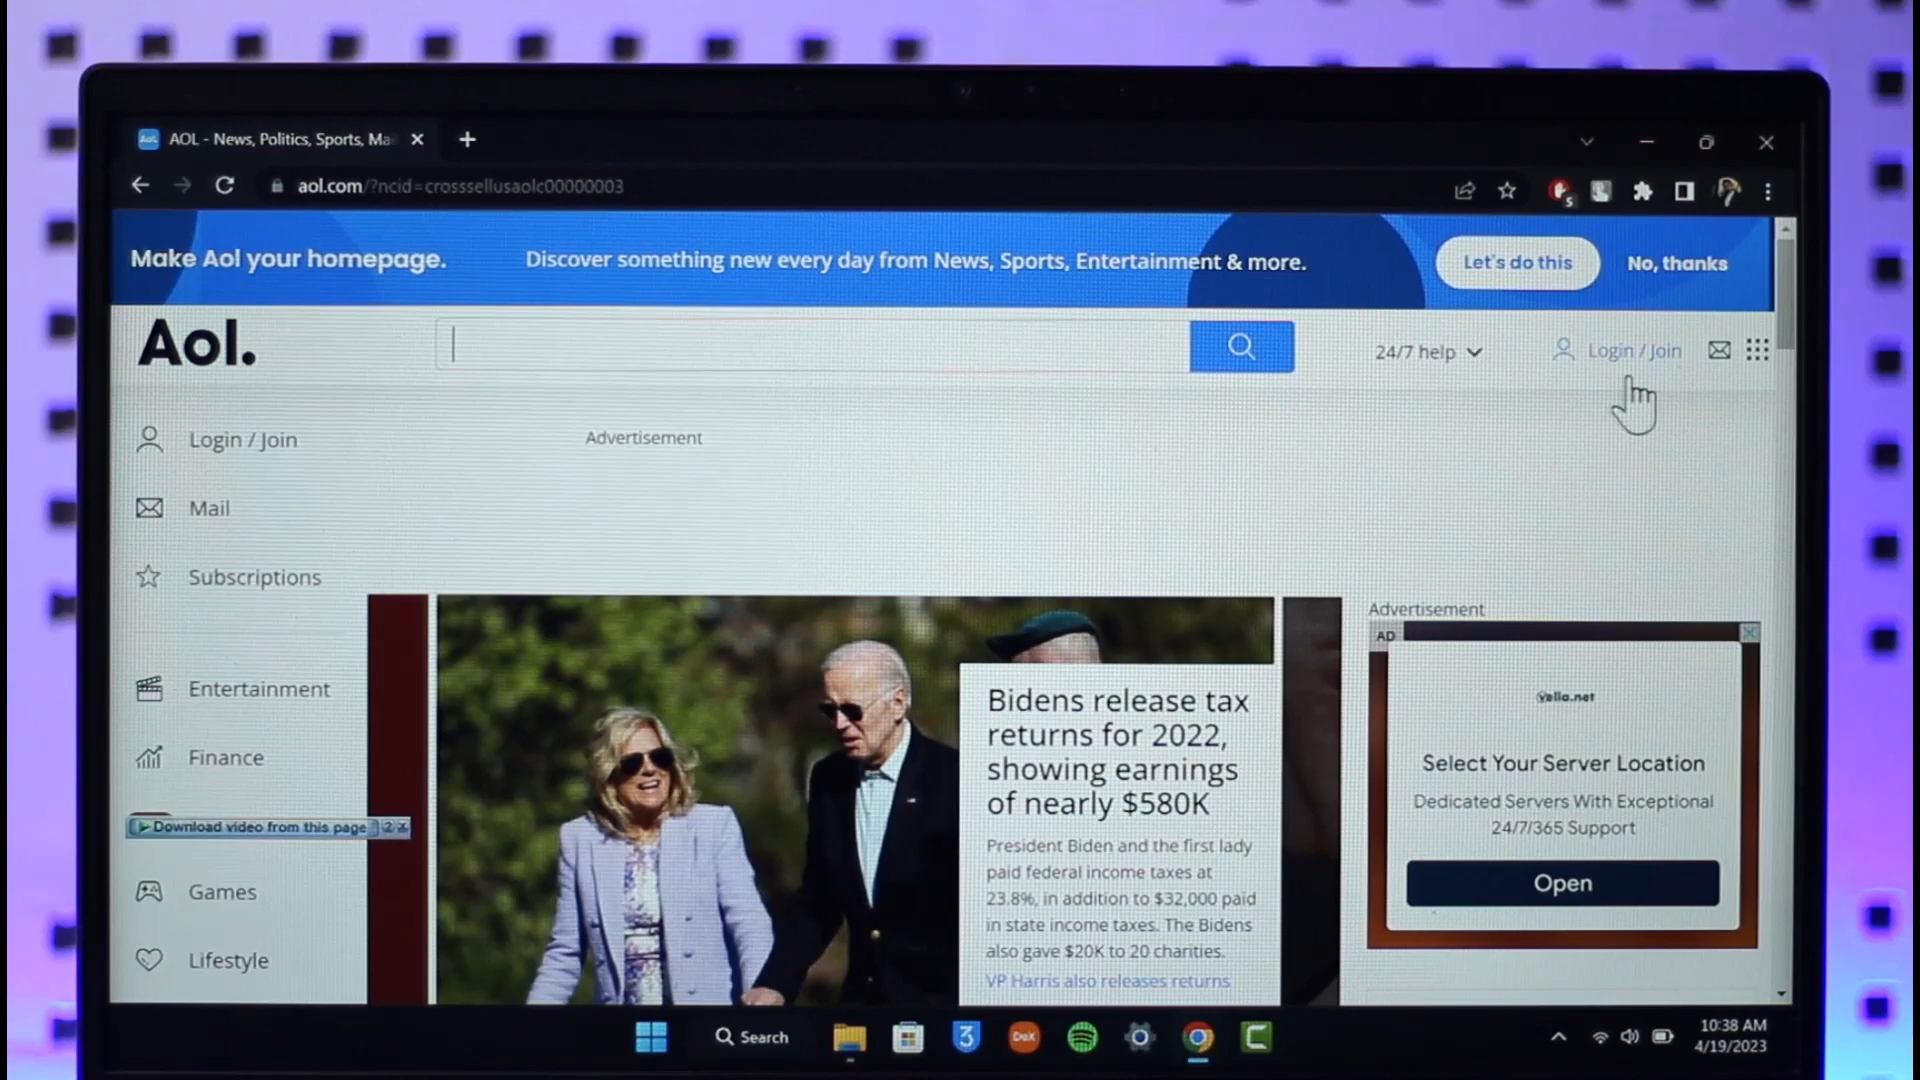 AOL - News, Politics, Sports, Ma
aol.com/?ncid=crosssellusaolc00000003
5
Make Aol your homepage.
Discover something new every day from News, Sports, Entertainment & more.
Let's do this
No, thanks
Aol.
24/7 help
Login / Join
Login / Join
Advertisement
Mail
Subscriptions
Entertainment
Finance
Download video from this page
?
Games
Lifestyle
Bidens release tax
returns for 2022,
showing earnings
of nearly $580K
President Biden and the first lady
paid federal income taxes at
23.8%, in addition to $32,000 paid
in state income taxes. The Bidens
also gave $20K to 20 charities.
VP Harris also releases returns
Advertisement
AD
Select Your Server Location
Dedicated Servers With Exceptional
24/7/365 Support
Open
Search
3
10:38 AM
4/19/2023